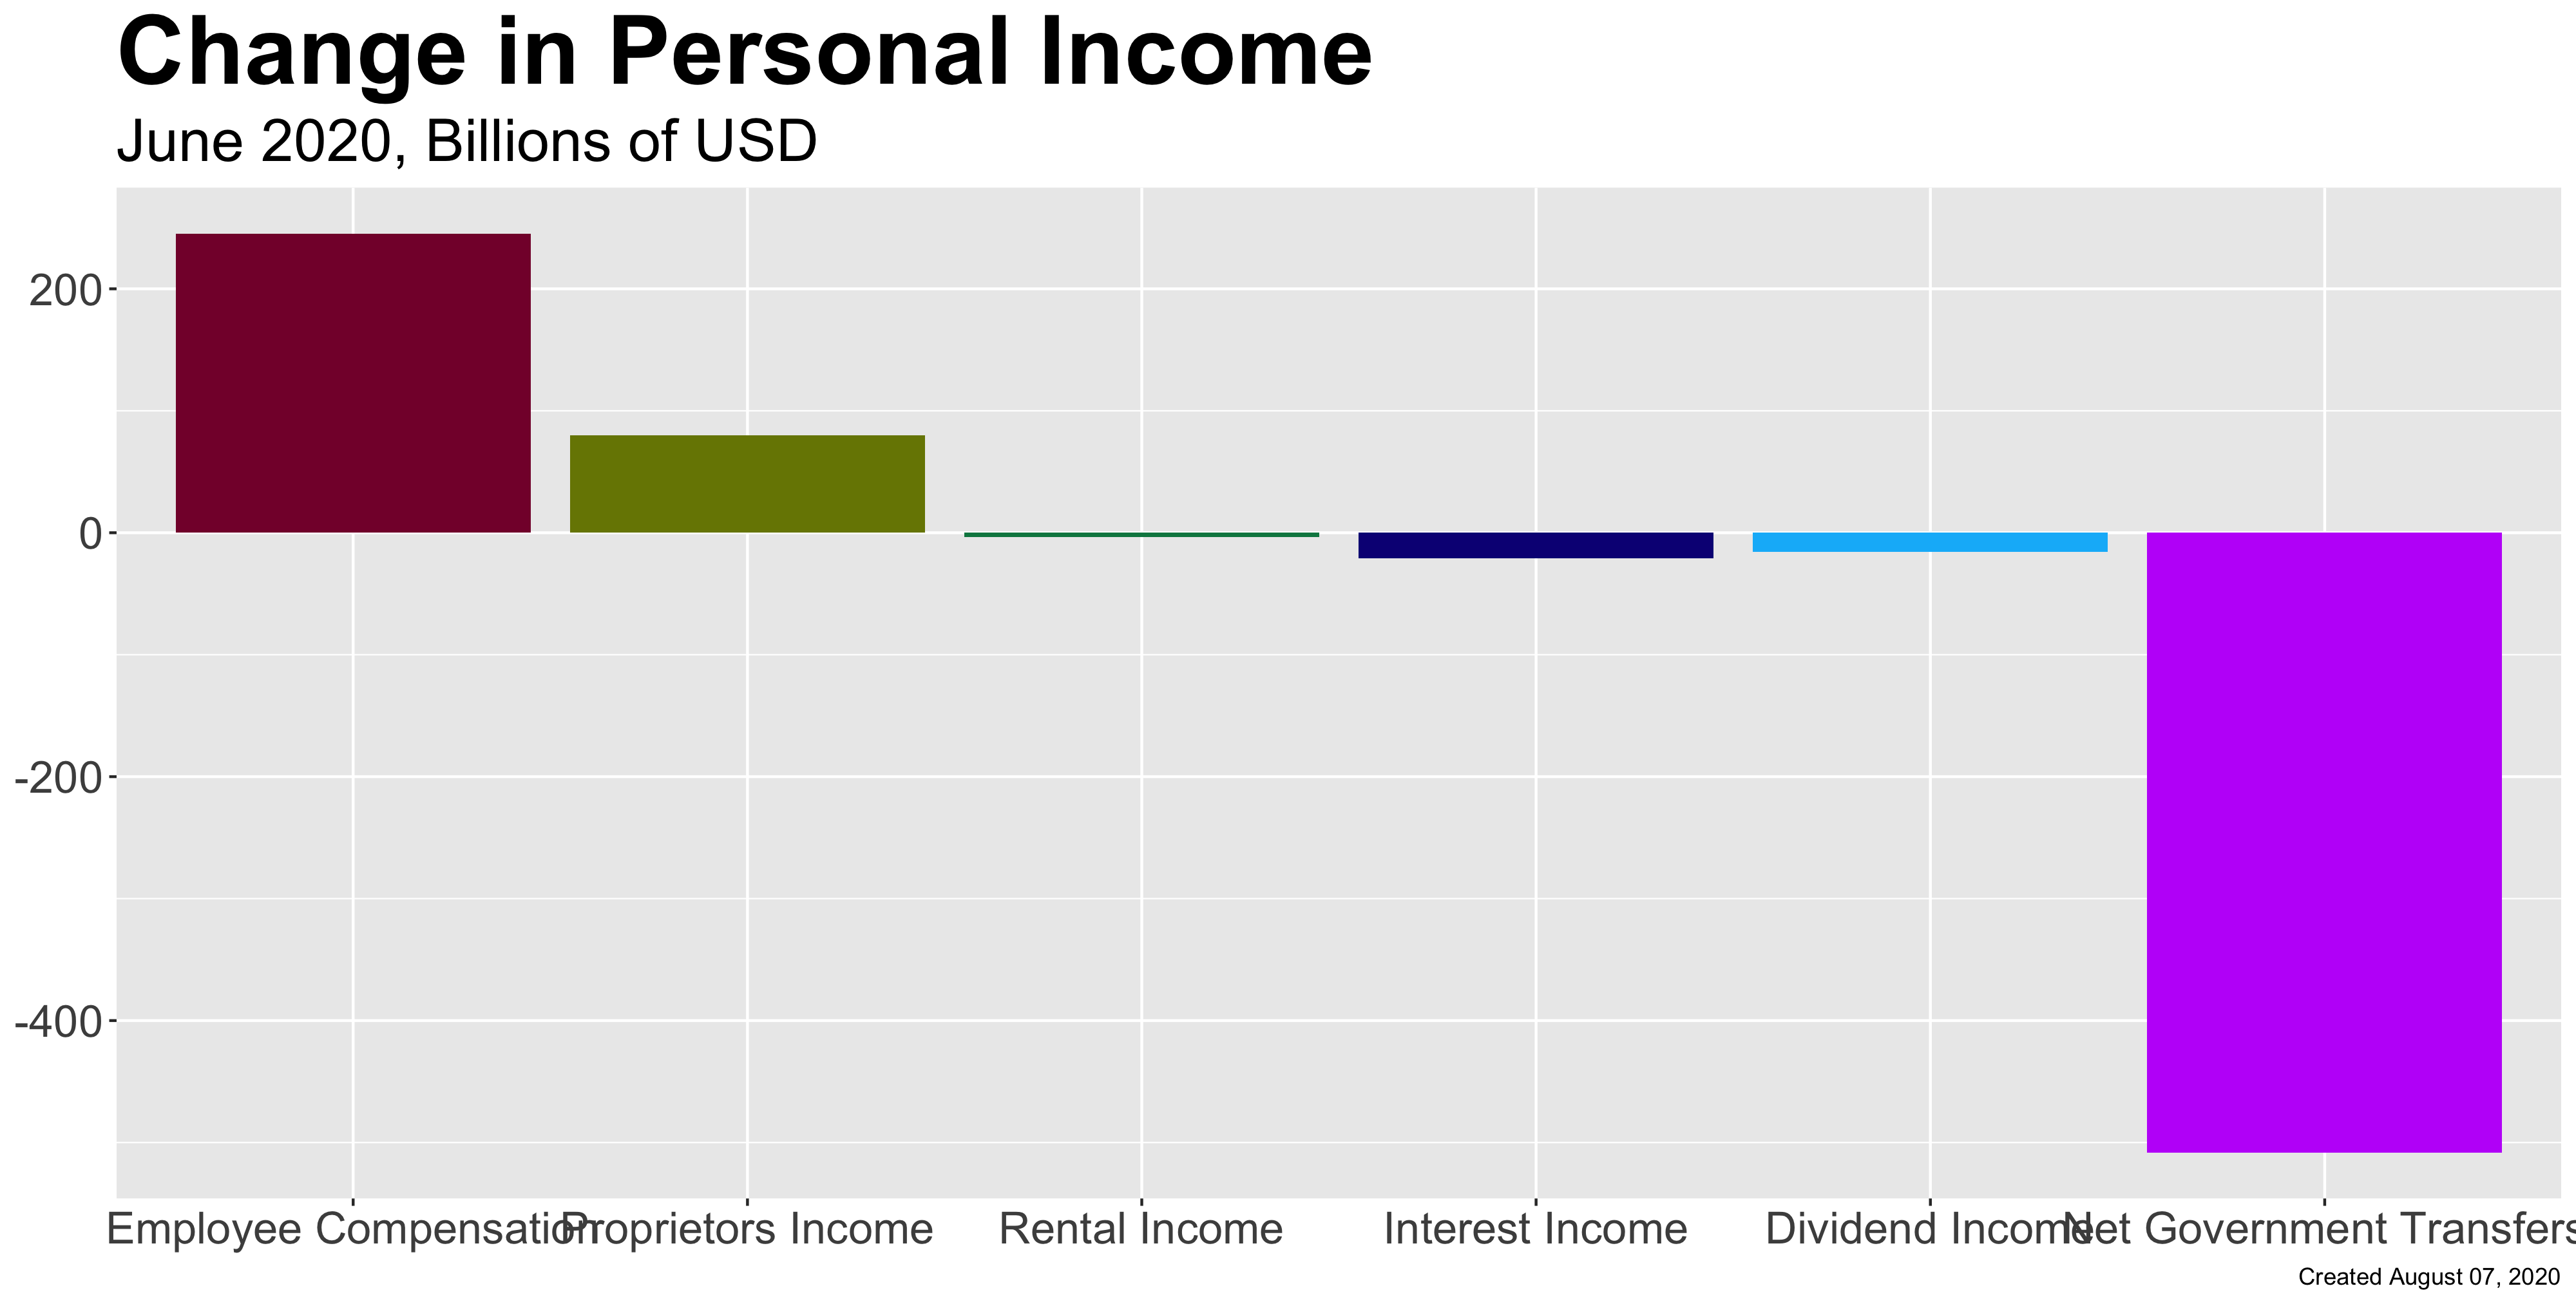 Change in Personal Income
June 2020, Billions of USD
200
0
-200
-400
Employee Compensation Proprietors Income Rental Income Interest Income Dividend Income Net Government Transfers
Created August 07, 2020